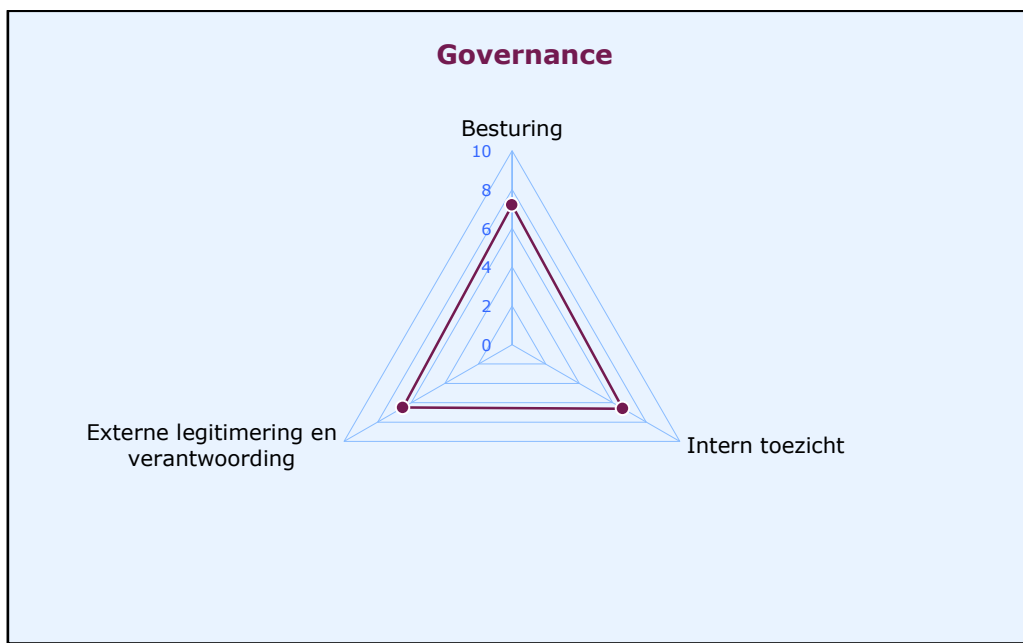 Governance
Besturing
10
8
6
4
2
0
Externe legitimering en
verantwoording
Intern toezicht